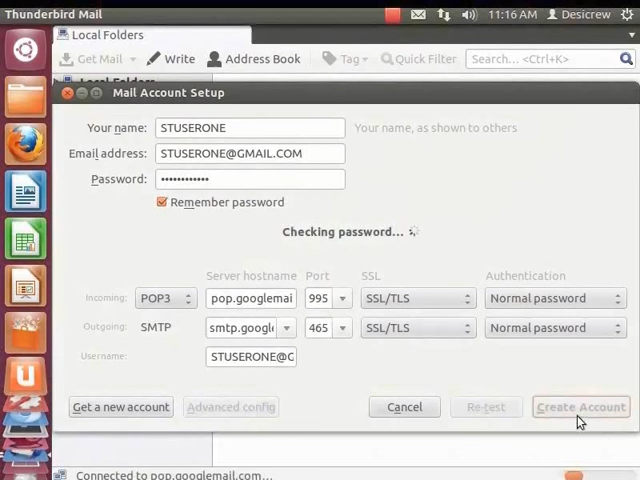 Thunderbird Mail 11:16 AM Desicrew
Local Folders
Get Mail Write Address Book Tag Quick Filter Search... <Ctrl+K>
Local Folders
Mail Account Setup
Your name: STUSERONE Your name, as shown to others
Email address: STUSERONE@GMAIL.COM
Password: ••••••••••••
Remember password
Checking password...
Server hostname Port SSL Authentication
Incoming: POP3 pop.googlemai 995 SSL/TLS Normal password
Outgoing: SMTP smtp.googl 465 SSL/TLS Normal password
Username: STUSERONE@G
Get a new account Advanced config Cancel Re-test Create Account
Connected to pop.googlemail.com...